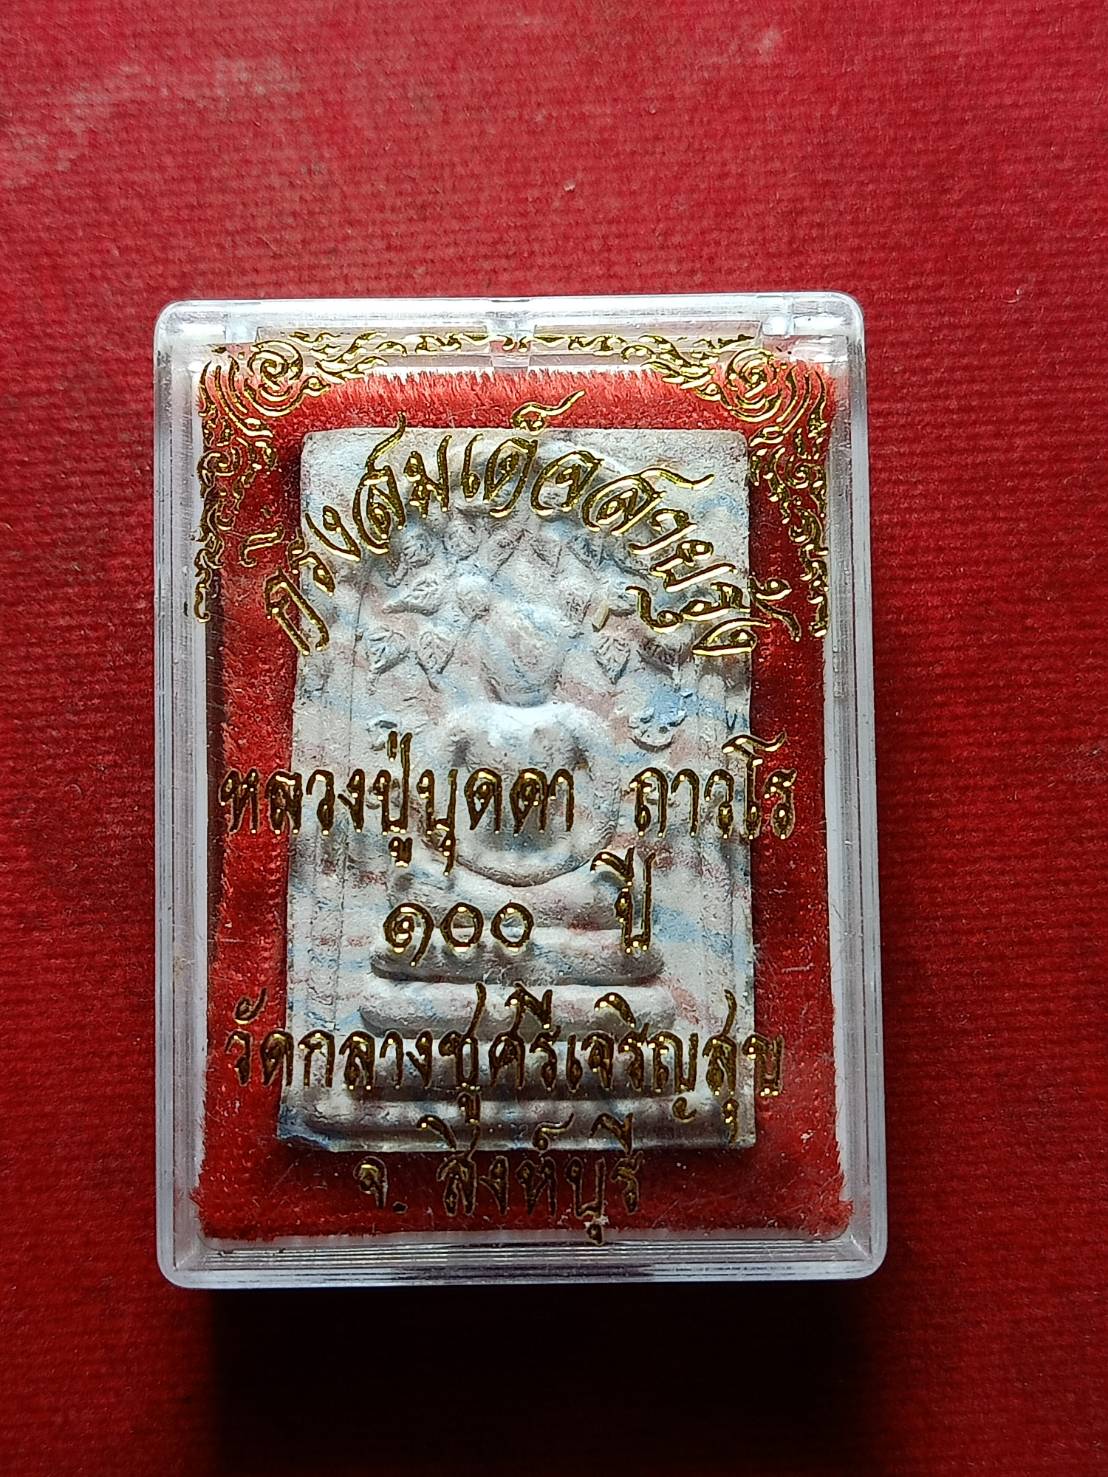 กริ่งสมเด็จสายรุ้ง
หลวงปู่บุดดา ถาวโร
๑๐๐ ปี
วัดกลางชูศรีเจริญสุข
จ. สิงห์บุรี